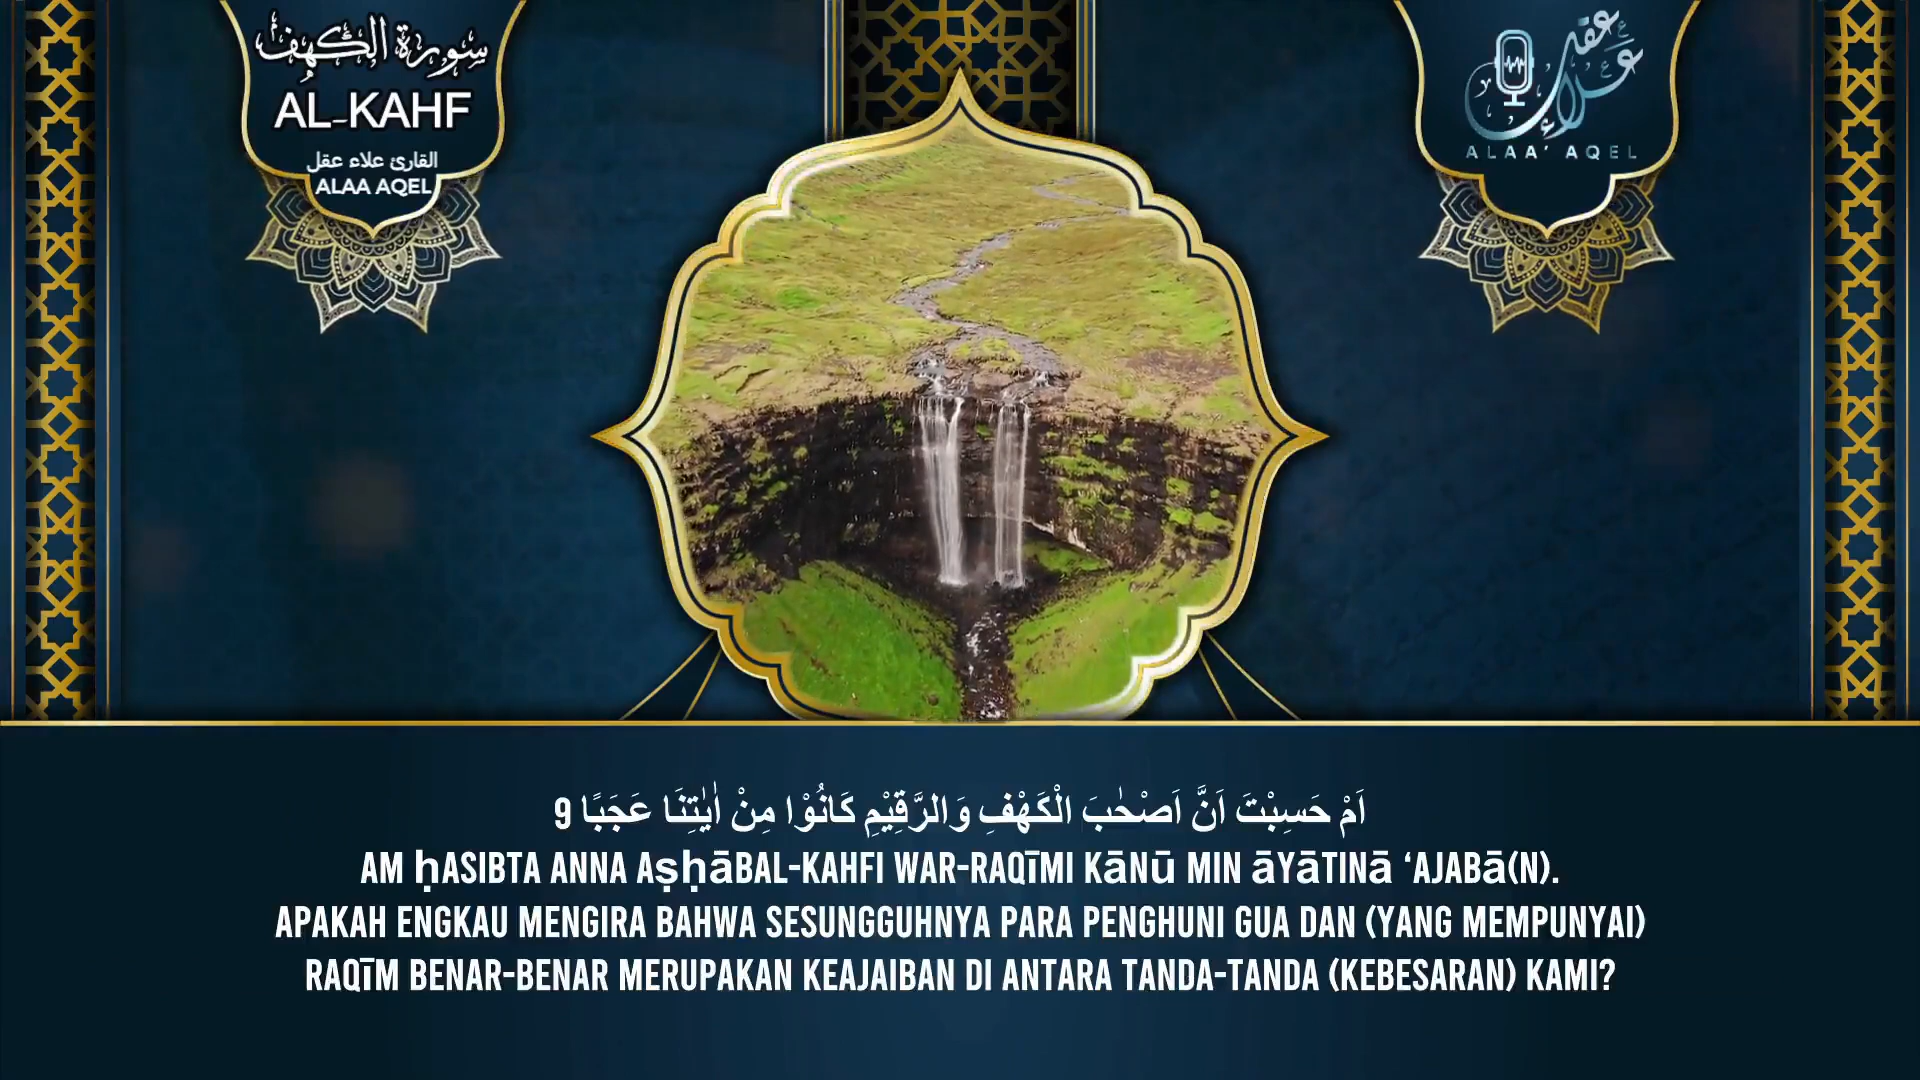 سورة الكهف
AL-KAHF
القارئ علاء عقل
ALAA AQEL
علاء عقل
ALAA' AQEL
اَمْ حَسِبْتَ اَنَّ اَصْحٰبَ الْكَهْفِ وَالرَّقِيْمِ كَانُوْا مِنْ اٰيٰتِنَا عَجَبًا 9
AM ḥASIBTA ANNA AṣḥāBAL-KAHFI WAR-RAQīMI KāNū MIN āYāTINā ‘AJABā(N).
APAKAH ENGKAU MENGIRA BAHWA SESUNGGUHNYA PARA PENGHUNI GUA DAN (YANG MEMPUNYAI)
RAQīM BENAR-BENAR MERUPAKAN KEAJAIBAN DI ANTARA TANDA-TANDA (KEBESARAN) KAMI?